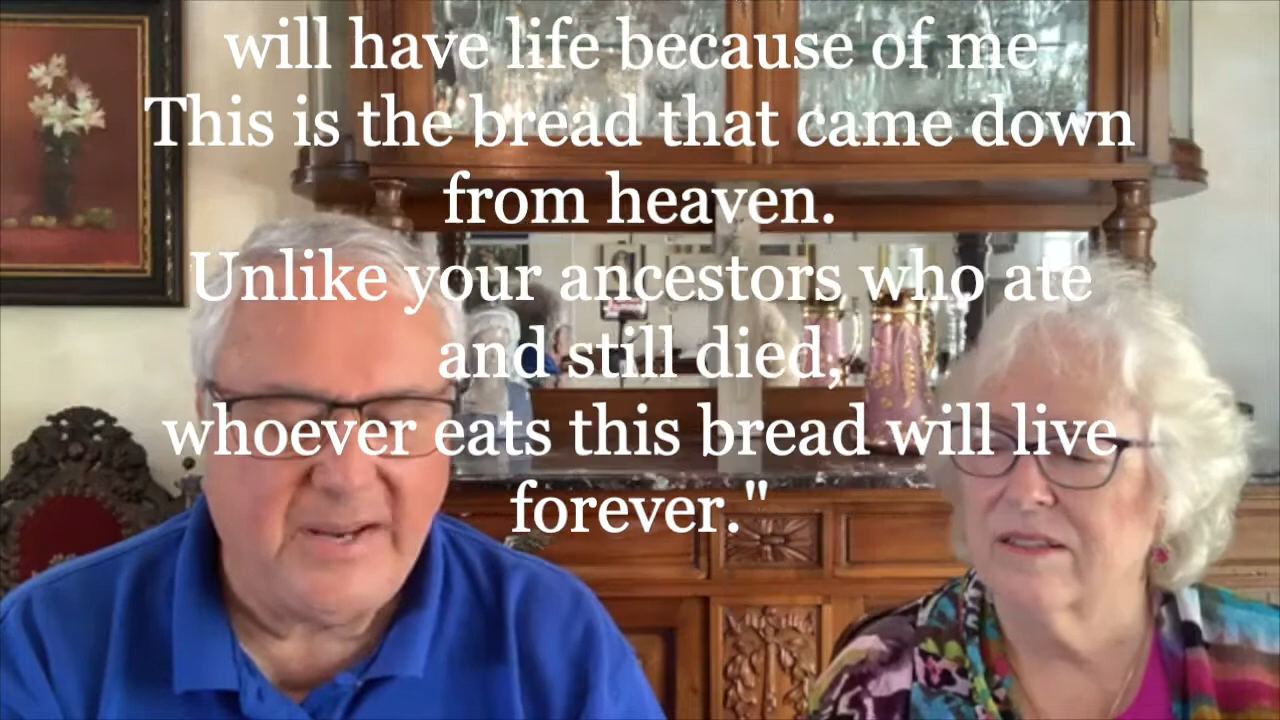 will have life because of me
This is the bread that came down
from heaven.
Unlike your ancestors who ate
and still died,
whoever eats this bread will live
forever."